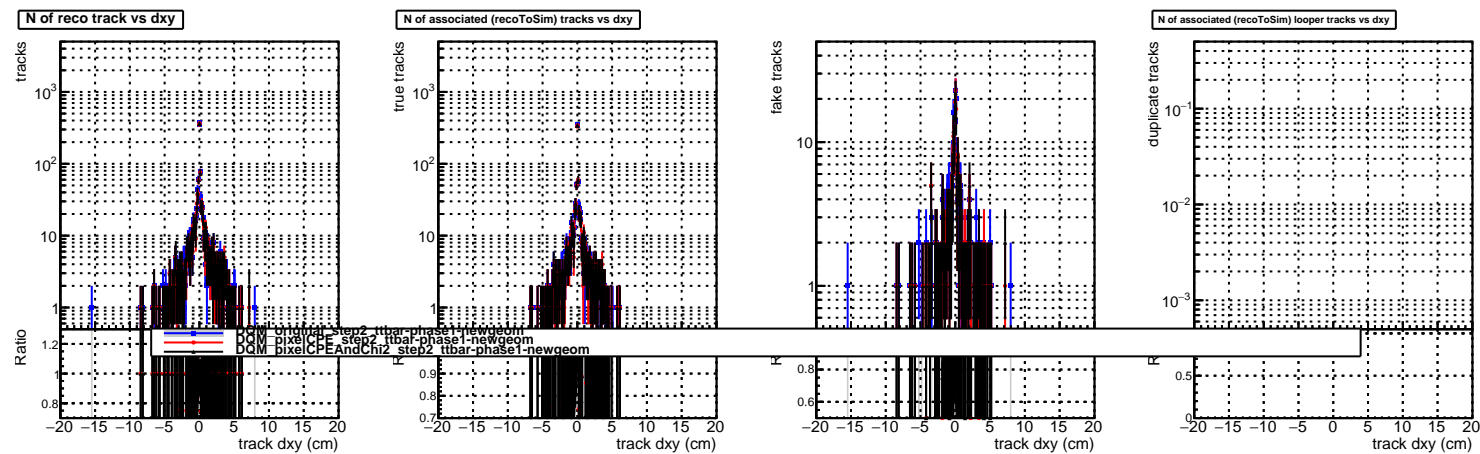 N of reco track vs dxy
tracks
10³
10²
10
1
Ratio
1.2
1
0.8
−20 −15 −10 −5 0 5 10 15 20
track dxy (cm)
N of associated (recoToSim) tracks vs dxy
true tracks
10³
10²
10
1
0.9
0.8
0.7
−20 −15 −10 −5 0 5 10 15 20
track dxy (cm)
fake tracks
10
1
0.8
0.6
−20 −15 −10 −5 0 5 10 15 20
track dxy (cm)
N of associated (recoToSim) looper tracks vs dxy
duplicate tracks
10⁻¹
10⁻²
10⁻³
0.5
0
−20 −15 −10 −5 0 5 10 15 20
track dxy (cm)
DQM_original_step2_ttbar-phase1-newgeom
DQM_pixelCPE_step2_ttbar-phase1-newgeom
DQM_pixelCPEAndChi2_step2_ttbar-phase1-newgeom